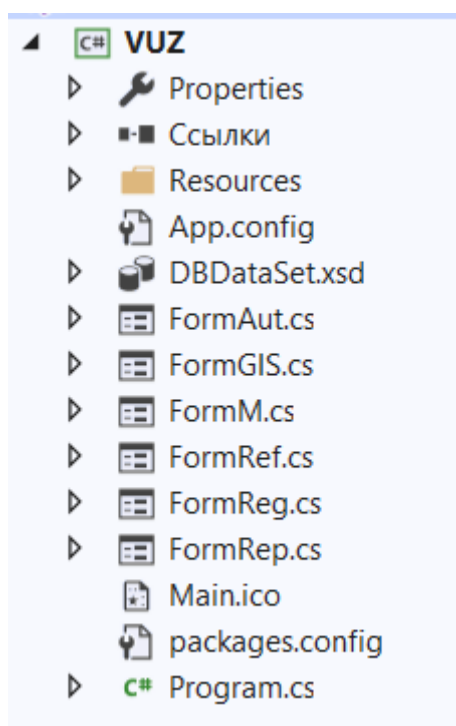 C# VUZ
Properties
Ссылки
Resources
App.config
DBDataSet.xsd
FormAut.cs
FormGIS.cs
FormM.cs
FormRef.cs
FormReg.cs
FormRep.cs
Main.ico
packages.config
C# Program.cs